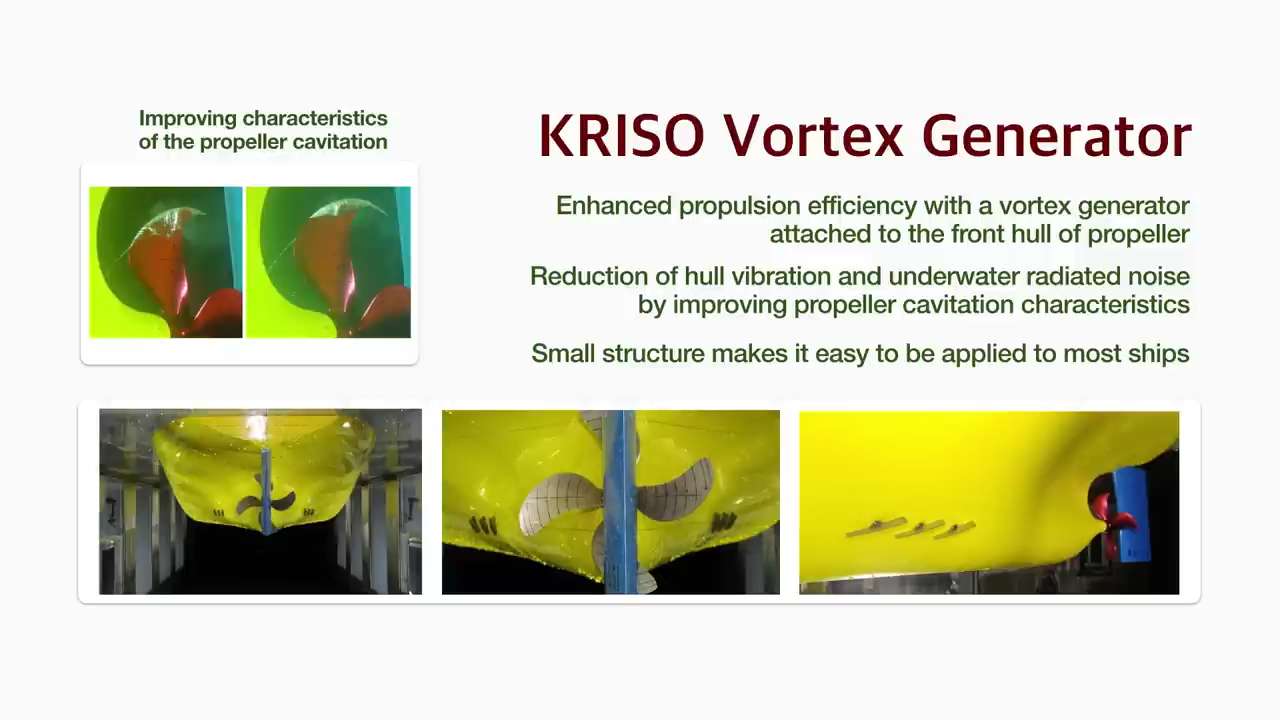 Improving characteristics
of the propeller cavitation
KRISO Vortex Generator
Enhanced propulsion efficiency with a vortex generator
attached to the front hull of propeller
Reduction of hull vibration and underwater radiated noise
by improving propeller cavitation characteristics
Small structure makes it easy to be applied to most ships